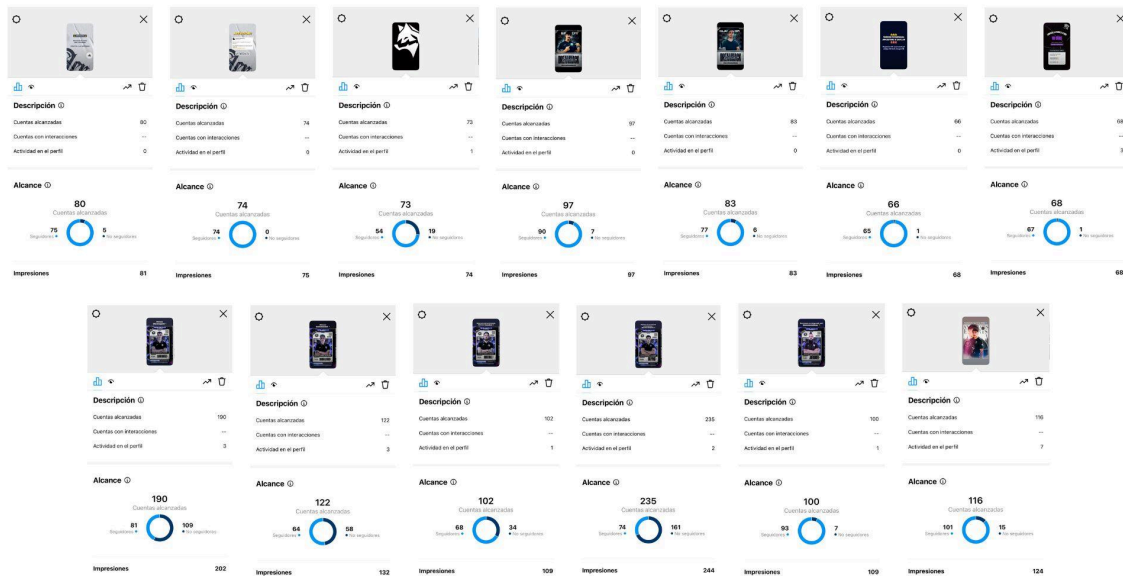 Descripción
Cuentas alcanzadas 80
Cuentas con interacciones --
Actividad en el perfil 0
Alcance
80
Cuentas alcanzadas
75 5
Seguidores No seguidores
Impresiones 81
Descripción
Cuentas alcanzadas 74
Cuentas con interacciones --
Actividad en el perfil 0
Alcance
74
Cuentas alcanzadas
74 0
Seguidores No seguidores
Impresiones 75
Descripción
Cuentas alcanzadas 73
Cuentas con interacciones --
Actividad en el perfil 1
Alcance
73
Cuentas alcanzadas
54 19
Seguidores No seguidores
Impresiones 74
Descripción
Cuentas alcanzadas 97
Cuentas con interacciones --
Actividad en el perfil 0
Alcance
97
Cuentas alcanzadas
90 7
Seguidores No seguidores
Impresiones 97
Descripción
Cuentas alcanzadas 83
Cuentas con interacciones --
Actividad en el perfil 0
Alcance
83
Cuentas alcanzadas
77 6
Seguidores No seguidores
Impresiones 83
Descripción
Cuentas alcanzadas 66
Cuentas con interacciones --
Actividad en el perfil 0
Alcance
66
Cuentas alcanzadas
65 1
Seguidores No seguidores
Impresiones 68
Descripción
Cuentas alcanzadas 68
Cuentas con interacciones --
Actividad en el perfil 3
Alcance
68
Cuentas alcanzadas
67 1
Seguidores No seguidores
Impresiones 68
Descripción
Cuentas alcanzadas 190
Cuentas con interacciones --
Actividad en el perfil 3
Alcance
190
Cuentas alcanzadas
81 109
Seguidores No seguidores
Impresiones 202
Descripción
Cuentas alcanzadas 122
Cuentas con interacciones --
Actividad en el perfil 3
Alcance
122
Cuentas alcanzadas
64 58
Seguidores No seguidores
Impresiones 132
Descripción
Cuentas alcanzadas 102
Cuentas con interacciones --
Actividad en el perfil 1
Alcance
102
Cuentas alcanzadas
68 34
Seguidores No seguidores
Impresiones 109
Descripción
Cuentas alcanzadas 235
Cuentas con interacciones --
Actividad en el perfil 2
Alcance
235
Cuentas alcanzadas
74 161
Seguidores No seguidores
Impresiones 244
Descripción
Cuentas alcanzadas 100
Cuentas con interacciones --
Actividad en el perfil 1
Alcance
100
Cuentas alcanzadas
93 7
Seguidores No seguidores
Impresiones 109
Descripción
Cuentas alcanzadas 116
Cuentas con interacciones --
Actividad en el perfil 7
Alcance
116
Cuentas alcanzadas
101 15
Seguidores No seguidores
Impresiones 124